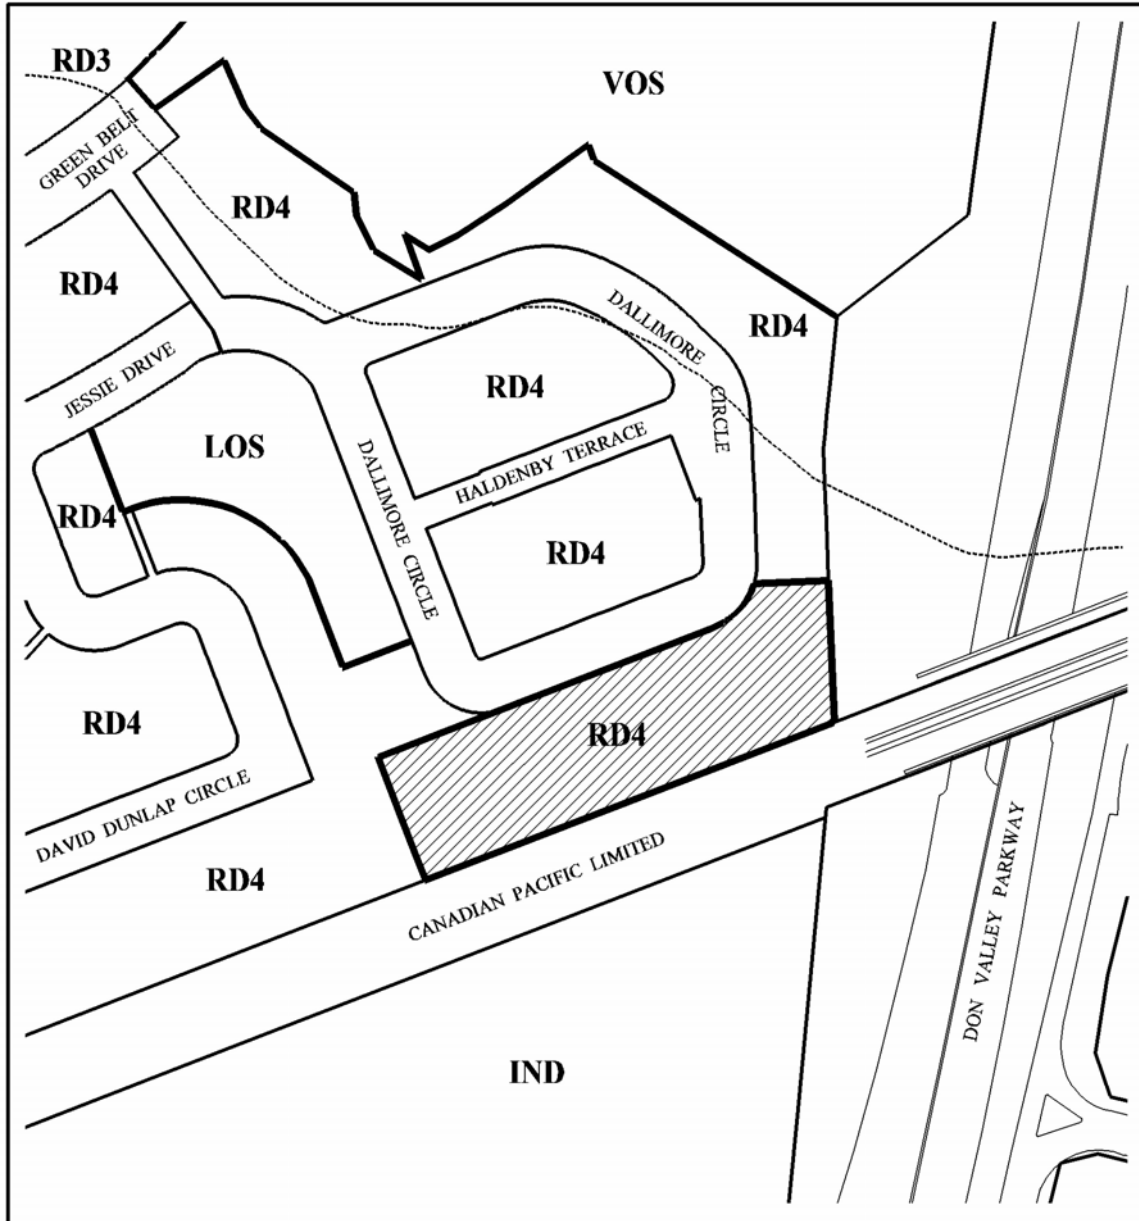 RD3
VOS
GREEN BELT
DRIVE
RD4
RD4
DALLIMORE
RD4
JESSIE DRIVE
RD4
CIRCLE
LOS
HALDENBY TERRACE
DALLIMORE CIRCLE
RD4
RD4
RD4
RD4
DAVID DUNLAP CIRCLE
RD4
CANADIAN PACIFIC LIMITED
DON VALLEY PARKWAY
IND